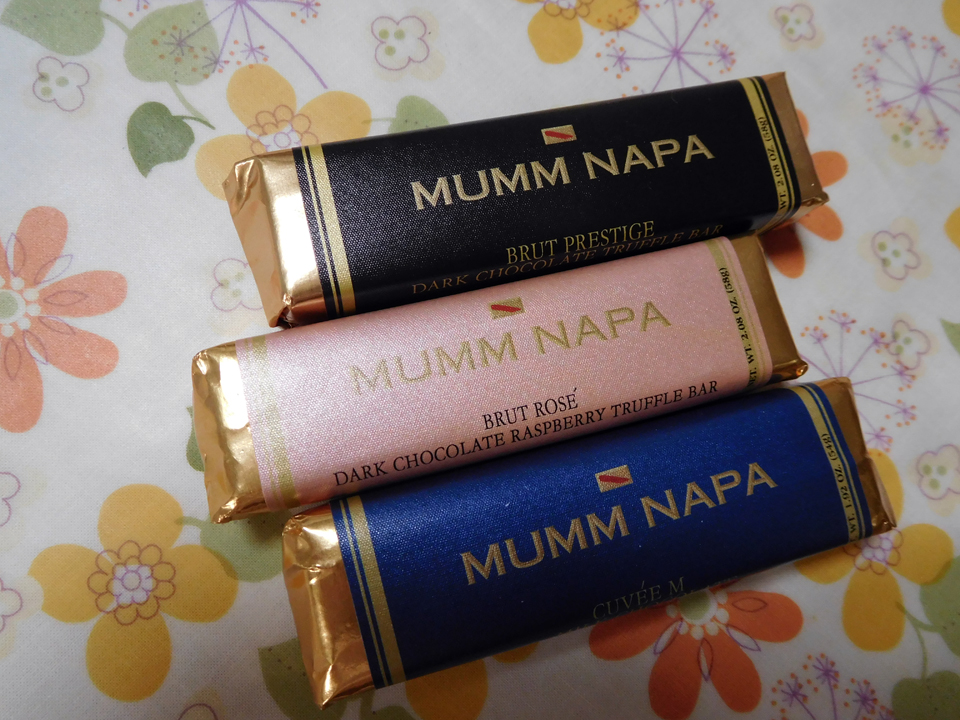 MUMM NAPA
BRUT PRESTIGE
DARK CHOCOLATE TRUFFLE BAR
WT. 2.08 OZ. (58g)
MUMM NAPA
BRUT ROSÉ
DARK CHOCOLATE RASPBERRY TRUFFLE BAR
WT. 2.08 OZ. (58g)
MUMM NAPA
CUVÉE M
WT. 1.92 OZ. (54g)